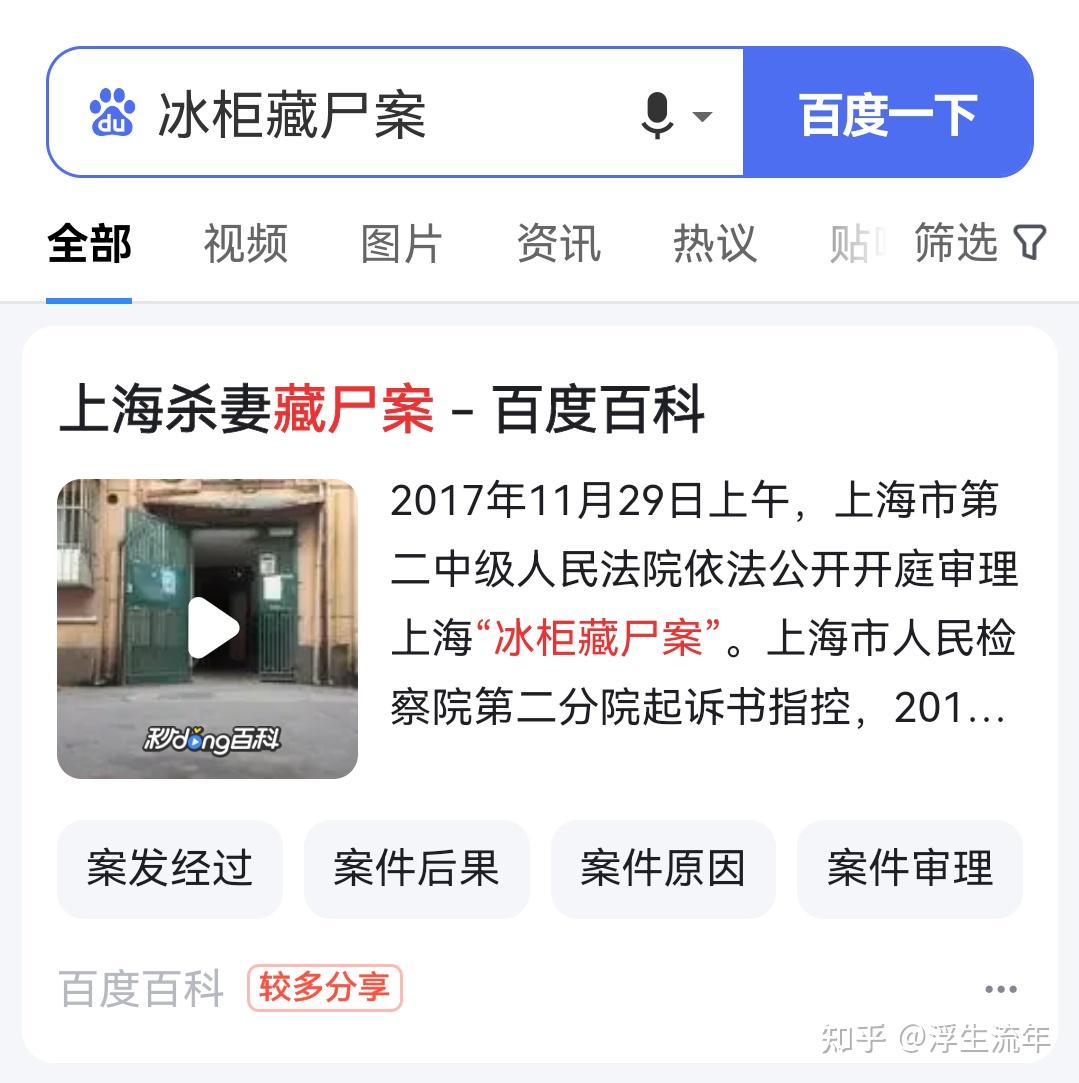 du 冰柜藏尸案 百度一下
全部 视频 图片 资讯 热议 贴 筛选
上海杀妻藏尸案 - 百度百科
2017年11月29日上午，上海市第
二中级人民法院依法公开开庭审理
上海“冰柜藏尸案”。上海市人民检
察院第二分院起诉书指控，201...
秒dong百科
案发经过 案件后果 案件原因 案件审理
百度百科 较多分享
知乎 @浮生流年